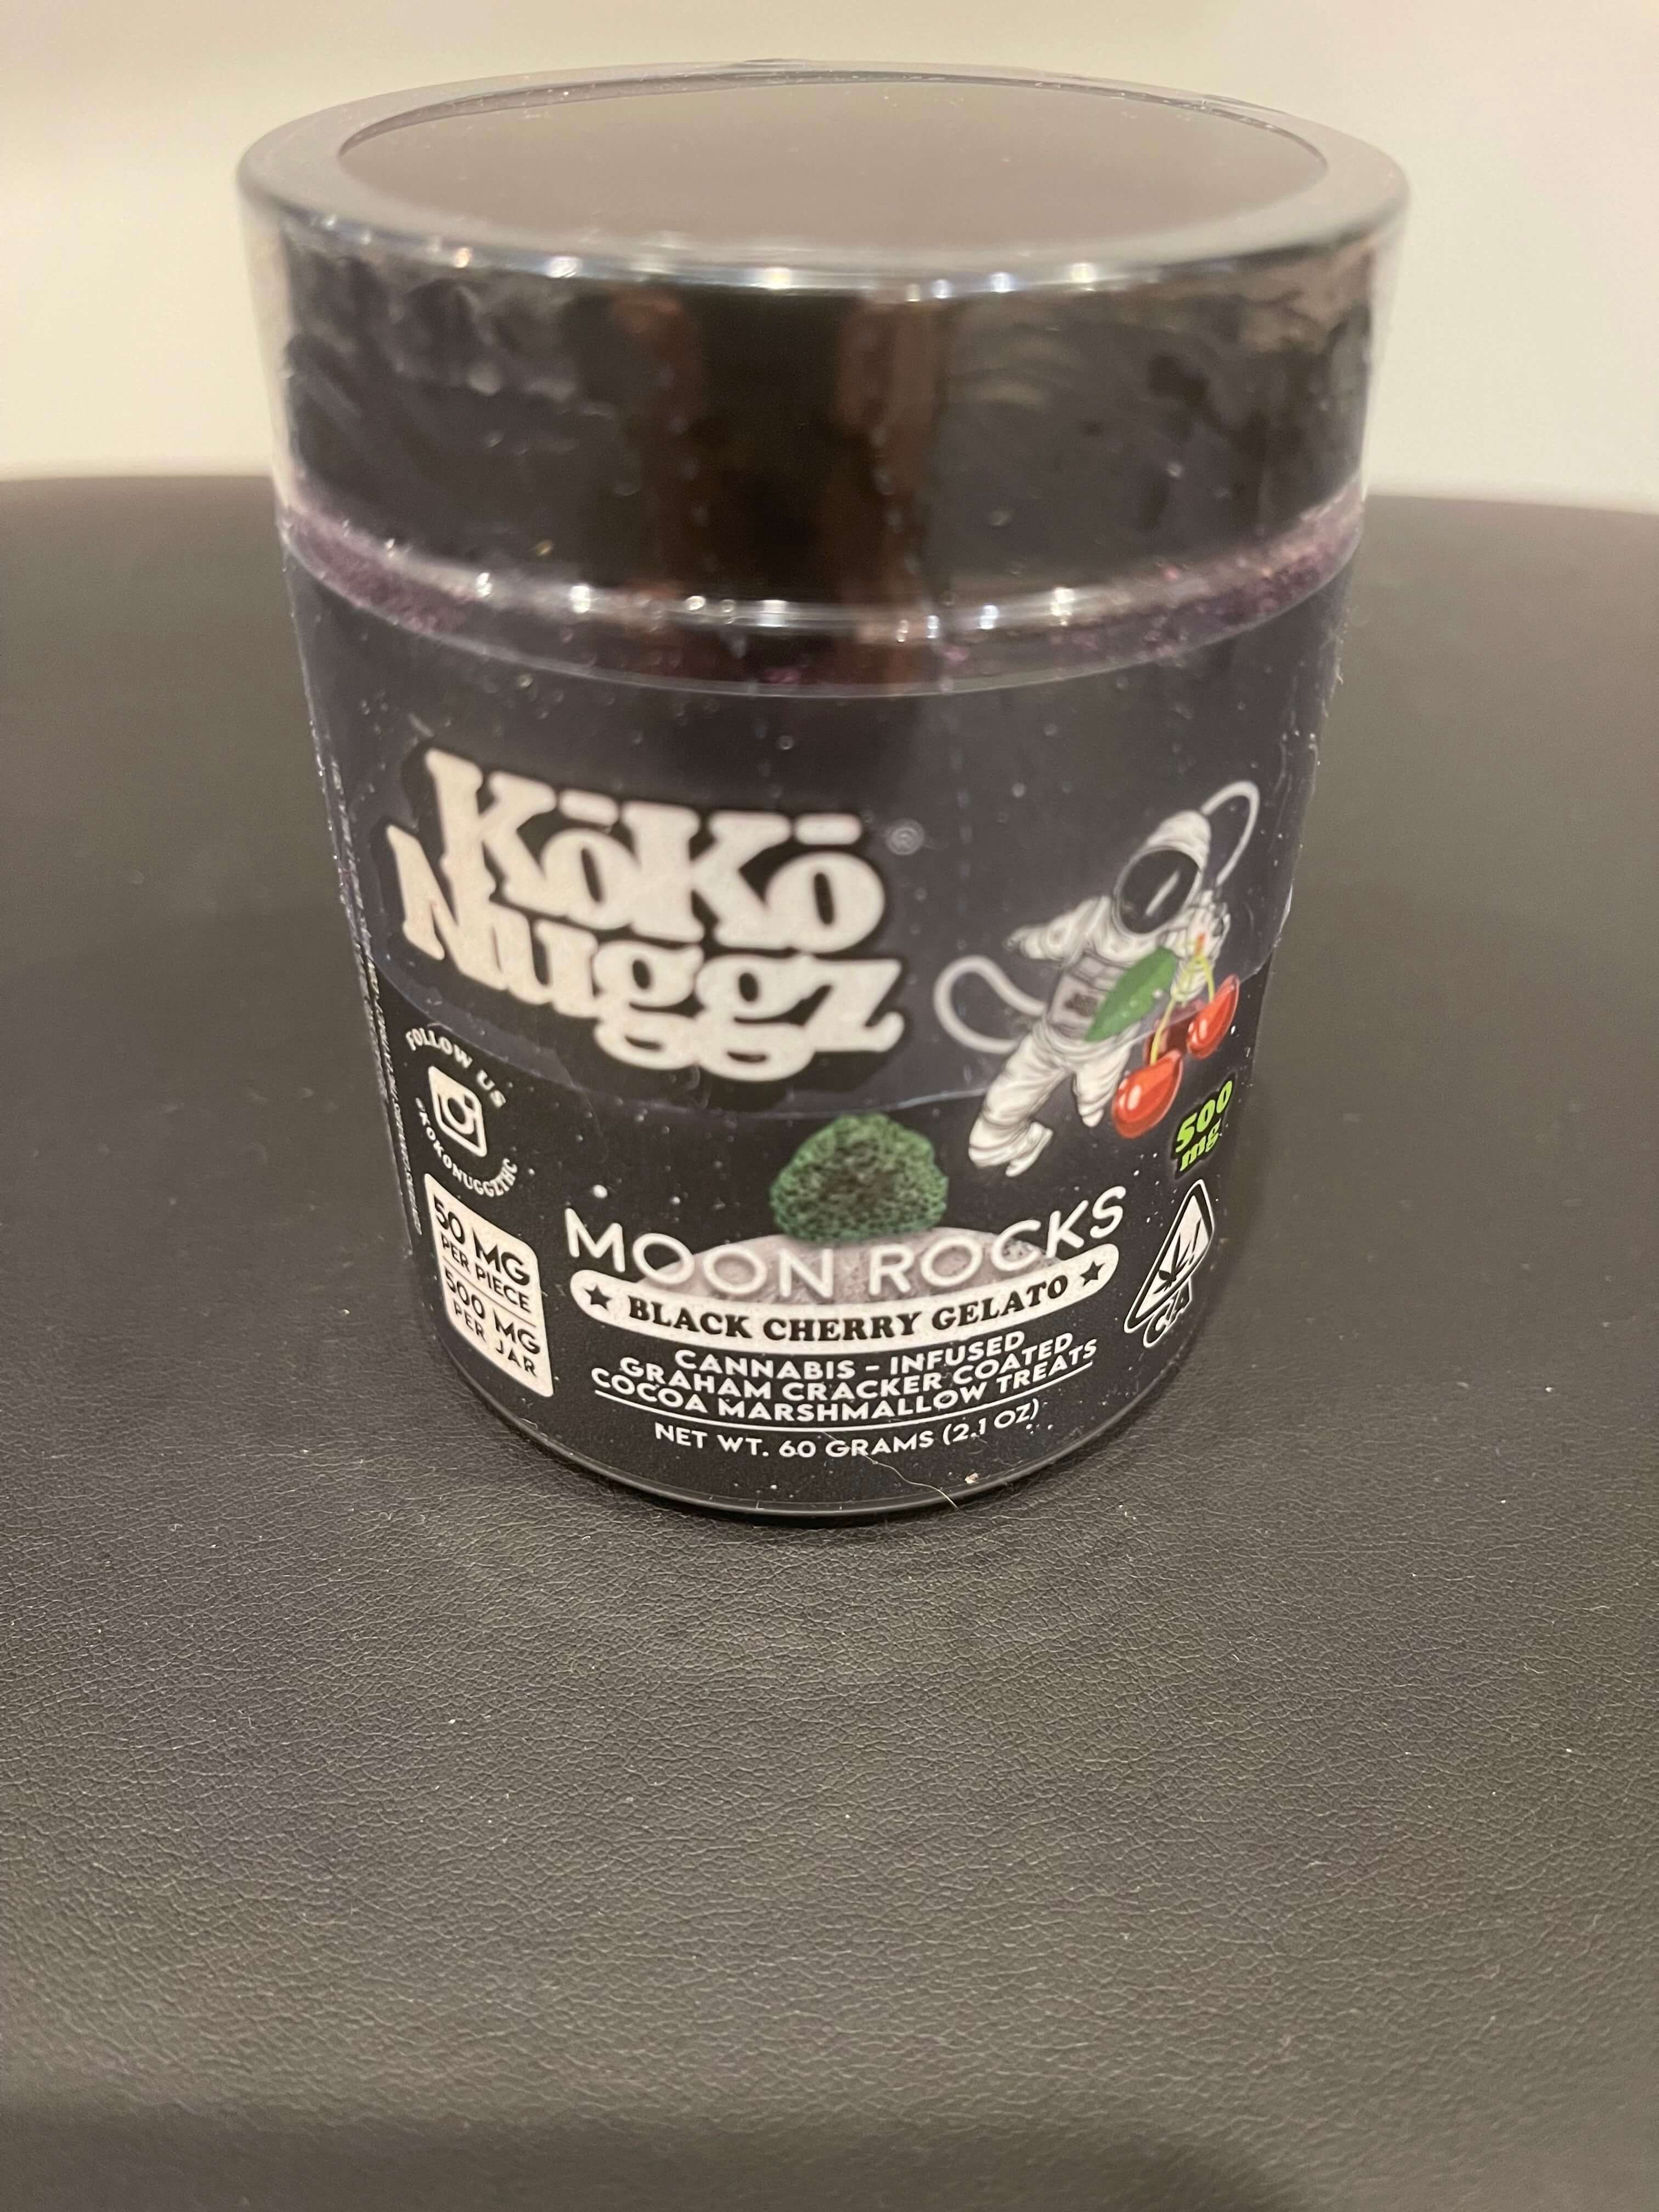 KōKō
Nuggz
®
FOLLOW US
500
mg
50 MG
PER PIECE
500 MG
PER JAR
MOON ROCKS
★ BLACK CHERRY GELATO ★
CA
CANNABIS - INFUSED
GRAHAM CRACKER COATED
COCOA MARSHMALLOW TREATS
NET WT. 60 GRAMS (2.1 OZ)